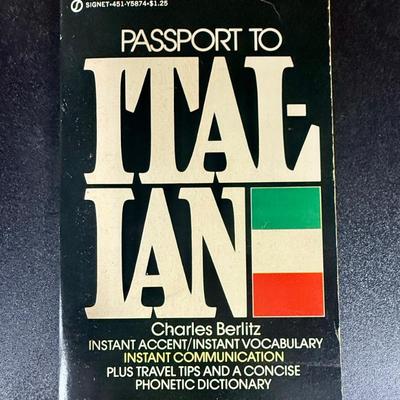 SIGNET•451-Y5874•$1.25
PASSPORT TO
ITAL-
IAN
Charles Berlitz
INSTANT ACCENT/INSTANT VOCABULARY
INSTANT COMMUNICATION
PLUS TRAVEL TIPS AND A CONCISE
PHONETIC DICTIONARY